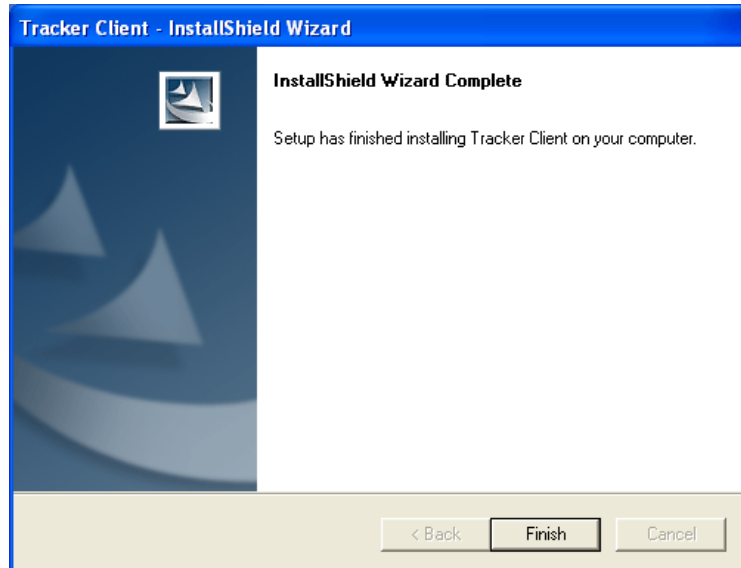 Tracker Client - InstallShield Wizard
InstallShield Wizard Complete
Setup has finished installing Tracker Client on your computer.
< Back
Finish
Cancel